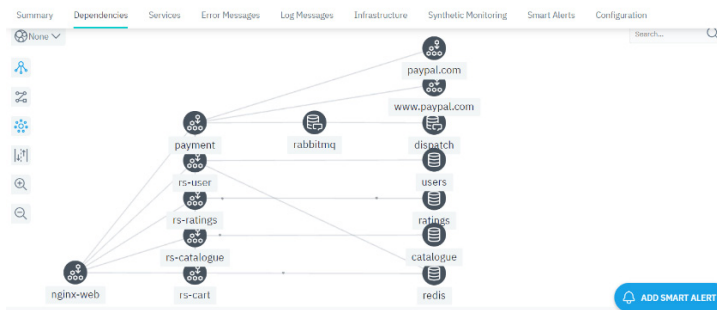 Summary Dependencies Services Error Messages Log Messages Infrastructure Synthetic Monitoring Smart Alerts Configuration
None Search...
paypal.com
www.paypal.com
payment rabbitmq dispatch
rs-user users
rs-ratings ratings
rs-catalogue catalogue
nginx-web rs-cart redis
ADD SMART ALERT